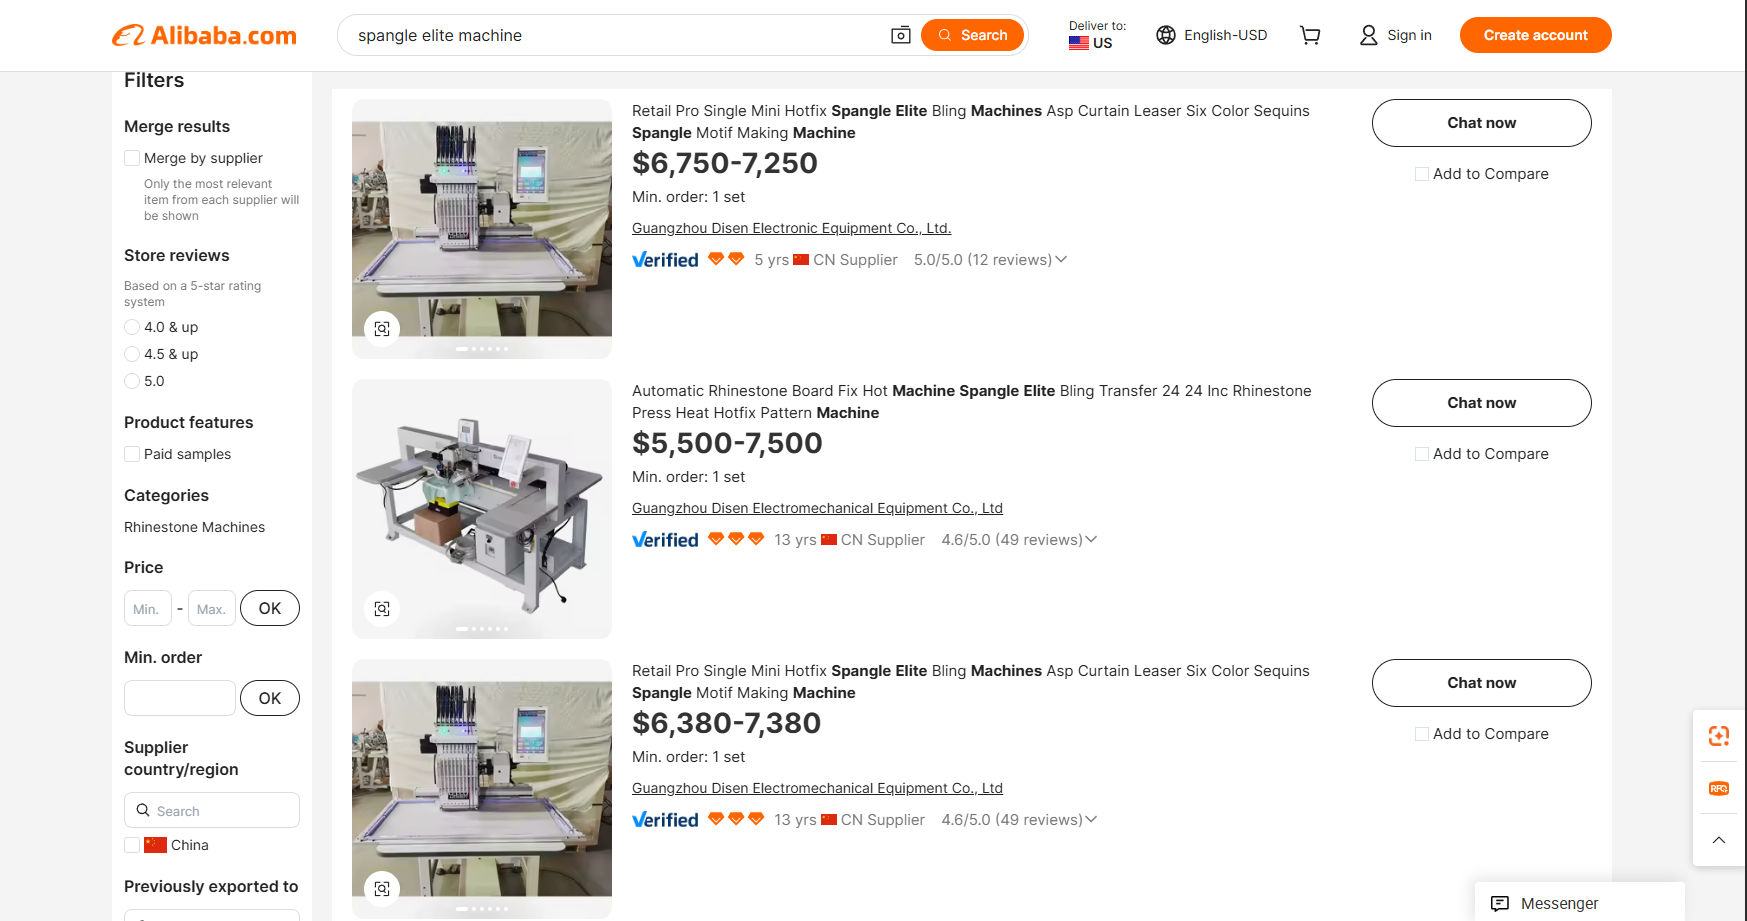 Alibaba.com
spangle elite machine
Search
Deliver to:
US
English-USD
Sign in
Create account
Filters
Merge results
Merge by supplier
Only the most relevant
item from each supplier will
be shown
Store reviews
Based on a 5-star rating
system
4.0 & up
4.5 & up
5.0
Product features
Paid samples
Categories
Rhinestone Machines
Price
Min. - Max. OK
Min. order
OK
Supplier
country/region
Search
China
Previously exported to
Retail Pro Single Mini Hotfix Spangle Elite Bling Machines Asp Curtain Leaser Six Color Sequins
Spangle Motif Making Machine
$6,750-7,250
Min. order: 1 set
Guangzhou Disen Electronic Equipment Co., Ltd.
Verified 5 yrs CN Supplier 5.0/5.0 (12 reviews)
Chat now
Add to Compare
Automatic Rhinestone Board Fix Hot Machine Spangle Elite Bling Transfer 24 24 Inc Rhinestone
Press Heat Hotfix Pattern Machine
$5,500-7,500
Min. order: 1 set
Guangzhou Disen Electromechanical Equipment Co., Ltd
Verified 13 yrs CN Supplier 4.6/5.0 (49 reviews)
Chat now
Add to Compare
Retail Pro Single Mini Hotfix Spangle Elite Bling Machines Asp Curtain Leaser Six Color Sequins
Spangle Motif Making Machine
$6,380-7,380
Min. order: 1 set
Guangzhou Disen Electromechanical Equipment Co., Ltd
Verified 13 yrs CN Supplier 4.6/5.0 (49 reviews)
Chat now
Add to Compare
RFQ
Messenger